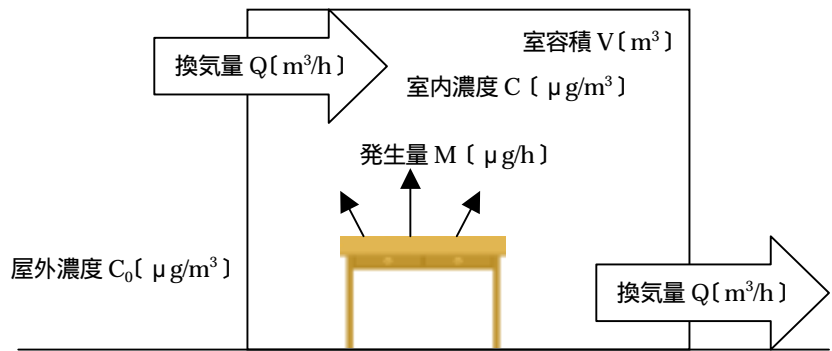 室容積 V〔m³〕
換気量 Q〔m³/h〕
室内濃度 C〔μg/m³〕
発生量 M〔μg/h〕
屋外濃度 C₀〔μg/m³〕
換気量 Q〔m³/h〕